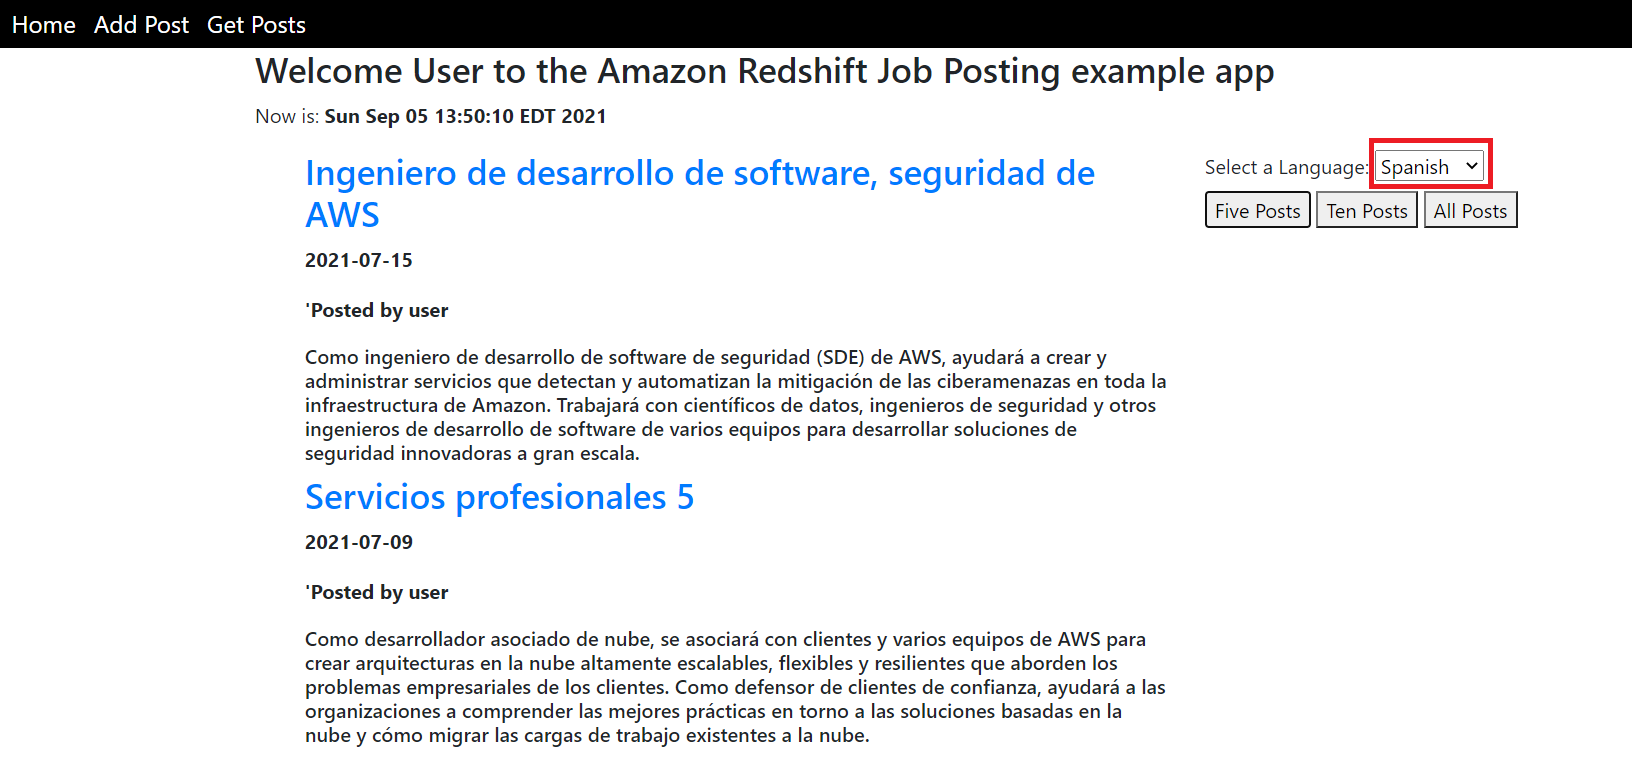 Home Add Post Get Posts
Welcome User to the Amazon Redshift Job Posting example app
Now is: Sun Sep 05 13:50:10 EDT 2021
Ingeniero de desarrollo de software, seguridad de
AWS
2021-07-15
'Posted by user
Como ingeniero de desarrollo de software de seguridad (SDE) de AWS, ayudará a crear y
administrar servicios que detectan y automatizan la mitigación de las ciberamenazas en toda la
infraestructura de Amazon. Trabajará con científicos de datos, ingenieros de seguridad y otros
ingenieros de desarrollo de software de varios equipos para desarrollar soluciones de
seguridad innovadoras a gran escala.
Servicios profesionales 5
2021-07-09
'Posted by user
Como desarrollador asociado de nube, se asociará con clientes y varios equipos de AWS para
crear arquitecturas en la nube altamente escalables, flexibles y resilientes que aborden los
problemas empresariales de los clientes. Como defensor de clientes de confianza, ayudará a las
organizaciones a comprender las mejores prácticas en torno a las soluciones basadas en la
nube y cómo migrar las cargas de trabajo existentes a la nube.
Select a Language: Spanish
Five Posts Ten Posts All Posts